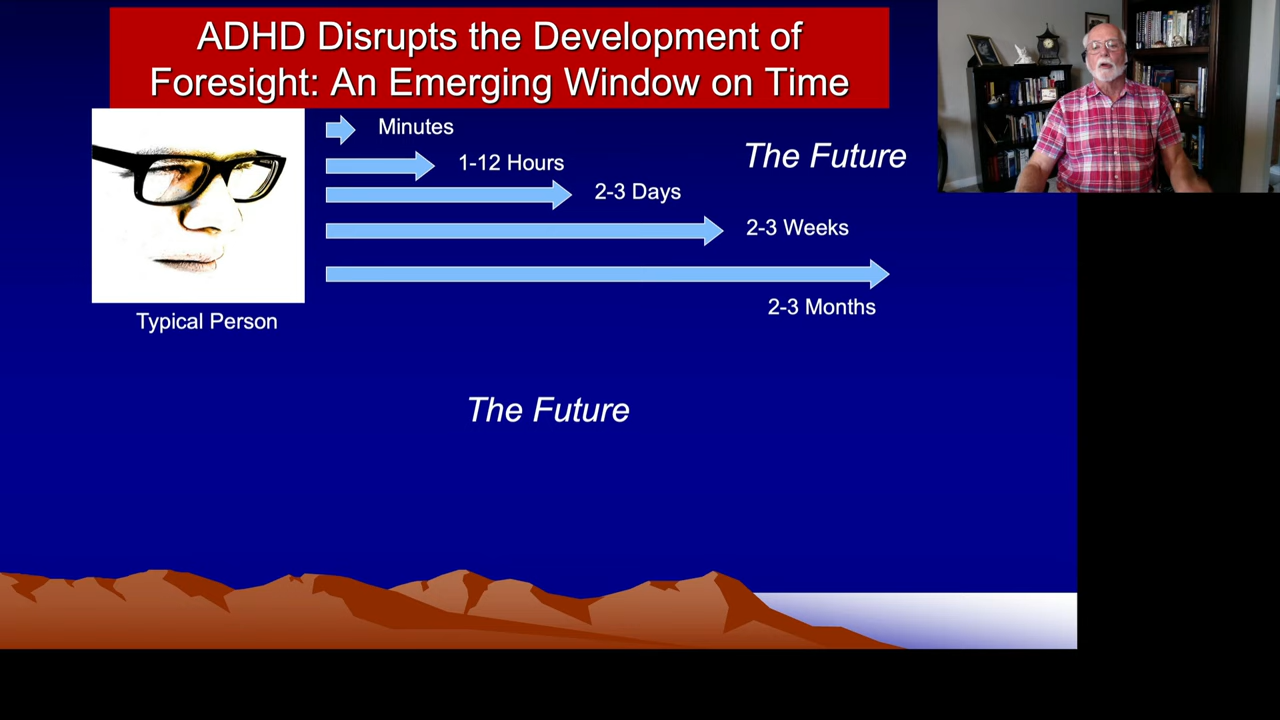 ADHD Disrupts the Development of
Foresight: An Emerging Window on Time
Minutes
1-12 Hours
The Future
2-3 Days
2-3 Weeks
2-3 Months
Typical Person
The Future